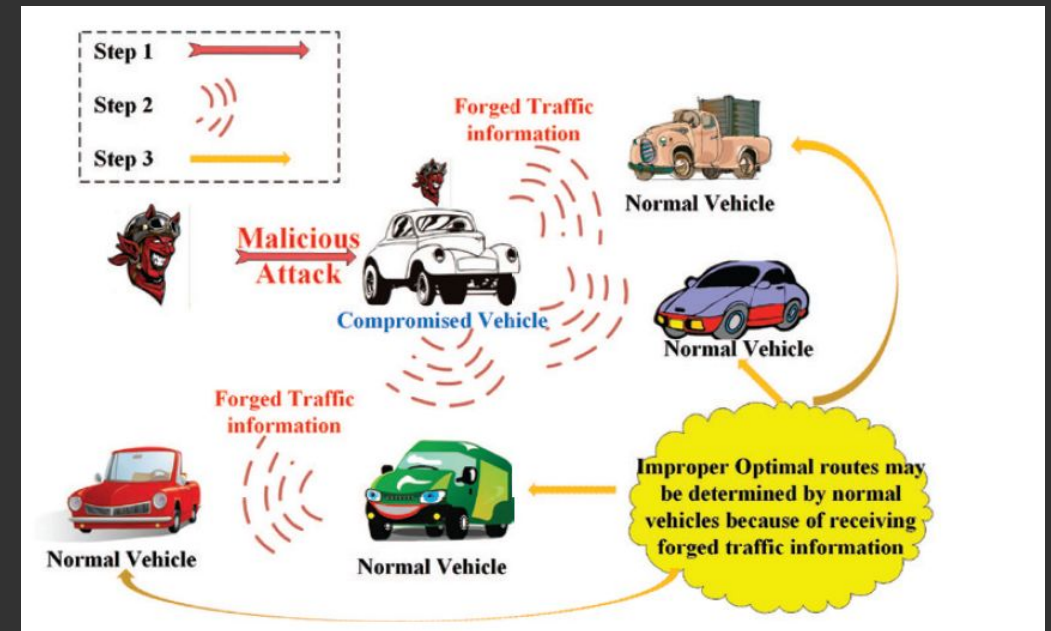 Step 1
Step 2
Step 3
Forged Traffic
information
Normal Vehicle
Malicious
Attack
Compromised Vehicle
Normal Vehicle
Forged Traffic
information
Normal Vehicle
Normal Vehicle
Improper Optimal routes may
be determined by normal
vehicles because of receiving
forged traffic information